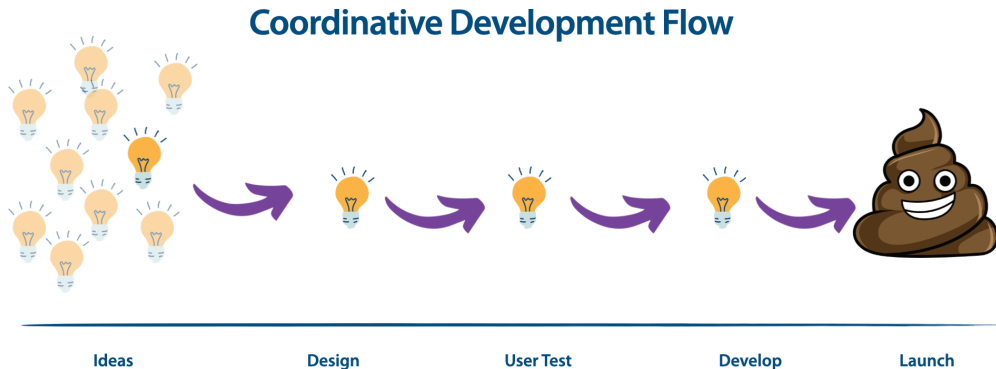 Coordinative Development Flow
Ideas
Design
User Test
Develop
Launch